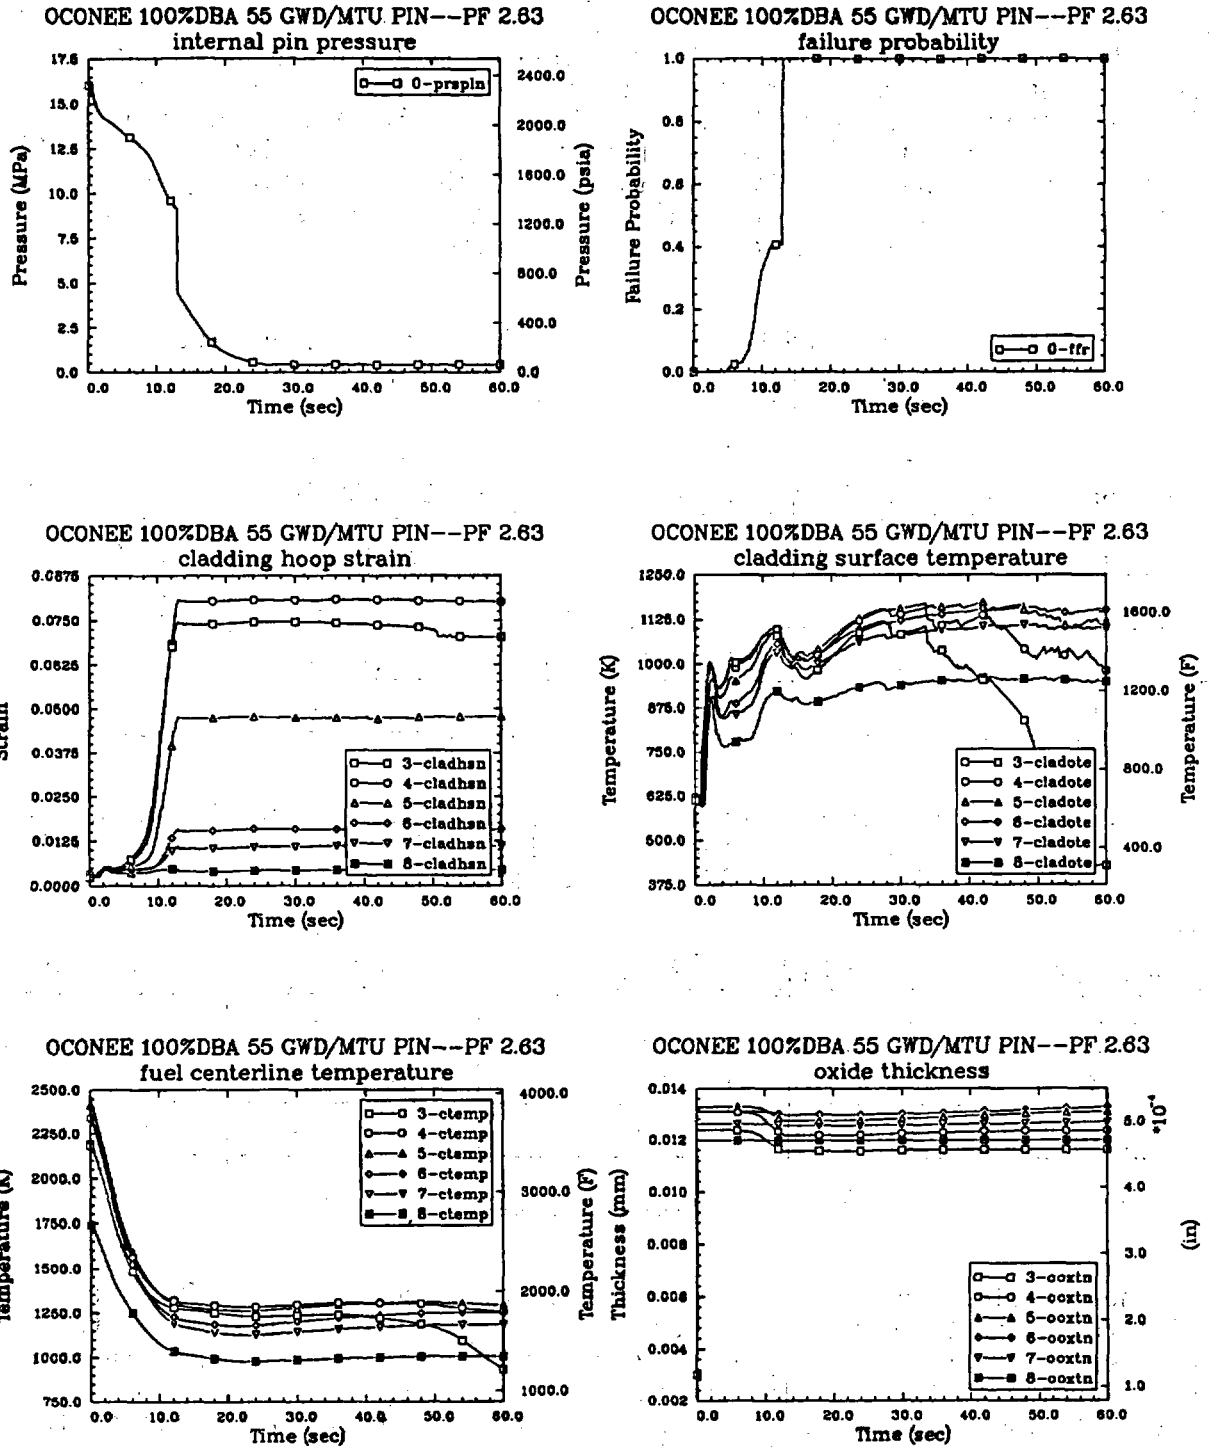 OCONEE 100%DBA 55 GWD/MTU PIN--PF 2.63
internal pin pressure
17.5
15.0
12.5
10.0
7.5
5.0
2.5
0.0
Pressure (MPa)
0-prspln
2400.0
2000.0
1600.0
1200.0
800.0
400.0
0.0
Pressure (psia)
0.0 10.0 20.0 30.0 40.0 50.0 60.0
Time (sec)
OCONEE 100%DBA 55 GWD/MTU PIN--PF 2.63
failure probability
1.0
0.8
0.6
0.4
0.2
0.0
Failure Probability
0-ffr
0.0 10.0 20.0 30.0 40.0 50.0 60.0
Time (sec)
OCONEE 100%DBA 55 GWD/MTU PIN--PF 2.63
cladding hoop strain
0.0875
0.0750
0.0625
0.0500
0.0375
0.0250
0.0125
0.0000
Strain
3-cladhsn
4-cladhsn
5-cladhsn
6-cladhsn
7-cladhsn
8-cladhsn
0.0 10.0 20.0 30.0 40.0 50.0 60.0
Time (sec)
OCONEE 100%DBA 55 GWD/MTU PIN--PF 2.63
cladding surface temperature
1250.0
1125.0
1000.0
875.0
750.0
625.0
500.0
375.0
Temperature (K)
3-cladote
4-cladote
5-cladote
6-cladote
7-cladote
8-cladote
1600.0
1200.0
800.0
400.0
Temperature (F)
0.0 10.0 20.0 30.0 40.0 50.0 60.0
Time (sec)
OCONEE 100%DBA 55 GWD/MTU PIN--PF 2.63
fuel centerline temperature
2500.0
2250.0
2000.0
1750.0
1500.0
1250.0
1000.0
750.0
Temperature (K)
3-ctemp
4-ctemp
5-ctemp
6-ctemp
7-ctemp
8-ctemp
4000.0
3000.0
2000.0
1000.0
Temperature (F)
0.0 10.0 20.0 30.0 40.0 50.0 60.0
Time (sec)
OCONEE 100%DBA 55 GWD/MTU PIN--PF 2.63
oxide thickness
0.014
0.012
0.010
0.008
0.006
0.004
0.002
Thickness (mm)
3-ooxtn
4-ooxtn
5-ooxtn
6-ooxtn
7-ooxtn
8-ooxtn
*10-4
5.0
4.0
3.0
2.0
1.0
(in)
0.0 10.0 20.0 30.0 40.0 50.0 60.0
Time (sec)